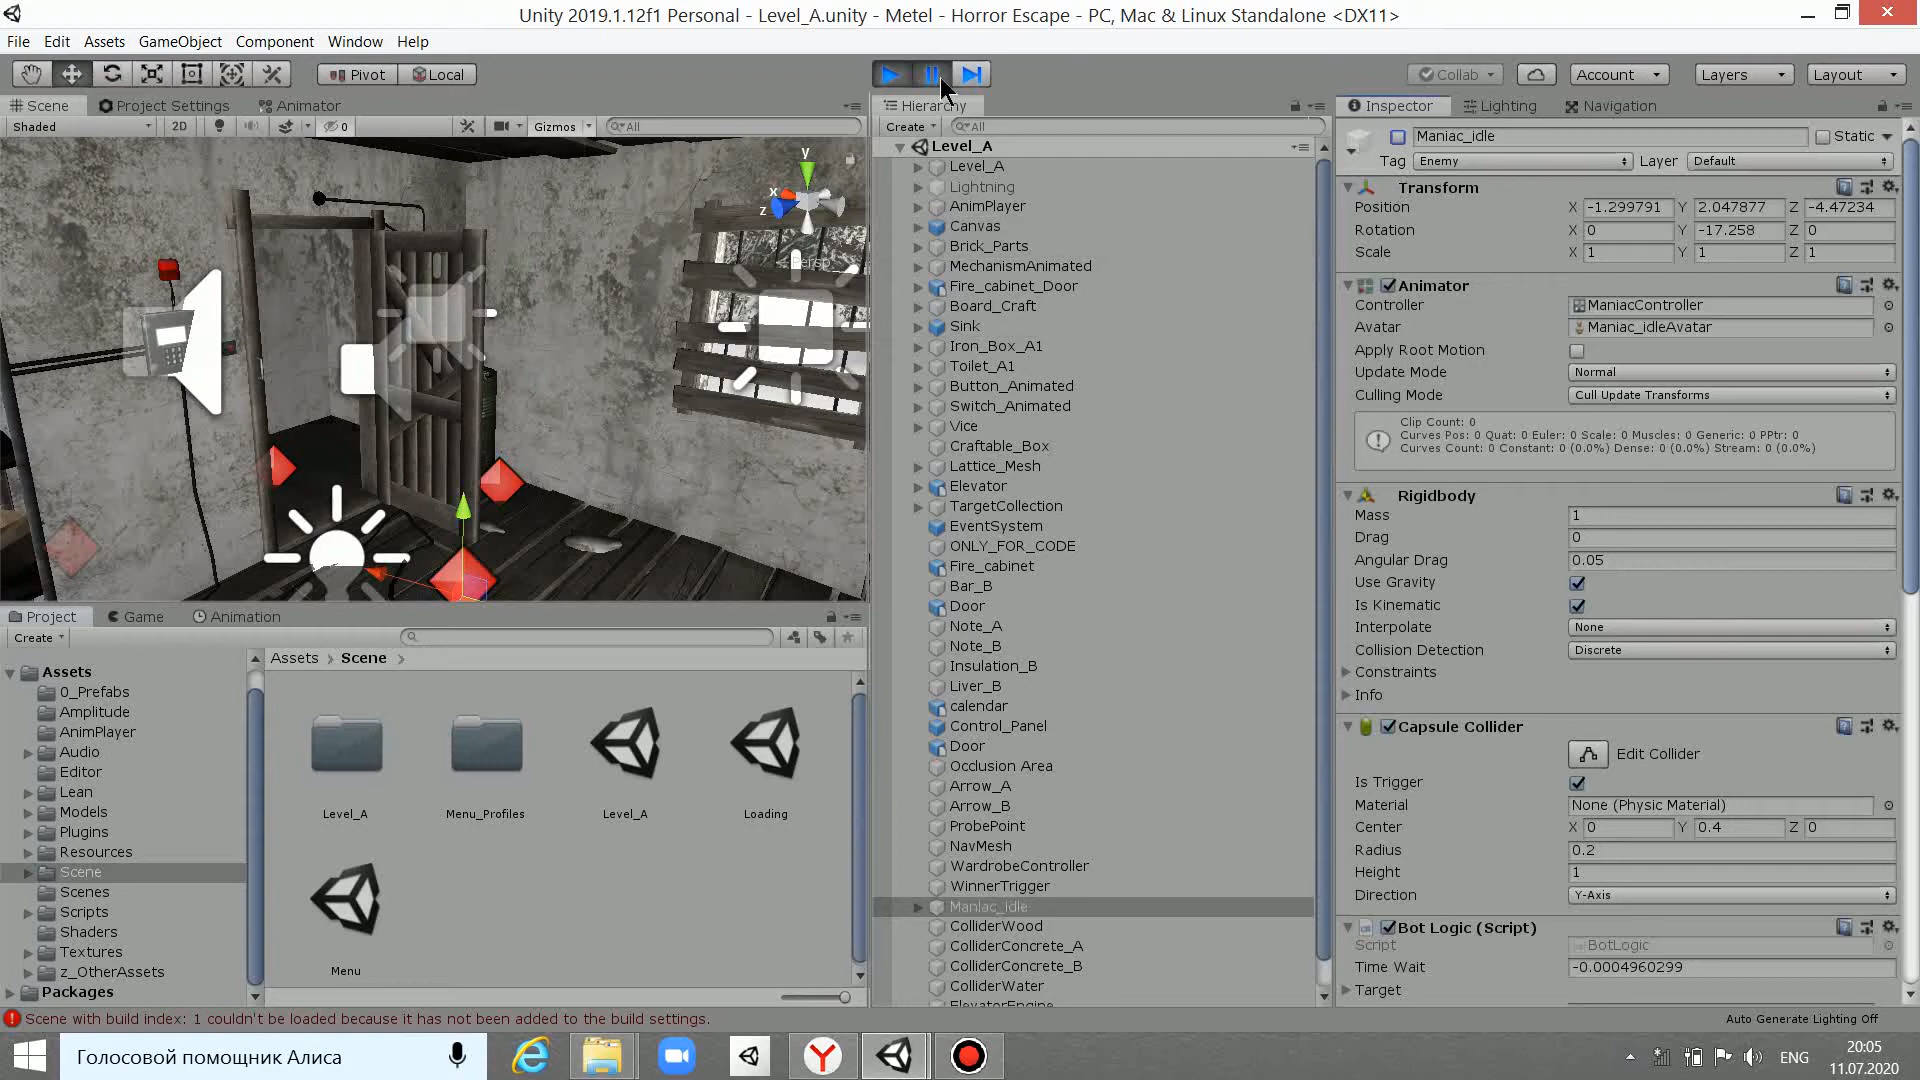 Unity 2019.1.12f1 Personal - Level_A.unity - Metel - Horror Escape - PC, Mac & Linux Standalone <DX11>
File Edit Assets GameObject Component Window Help
Pivot Local Collab Account Layers Layout
Scene Project Settings Animator
Shaded 2D 0 Gizmos All
y
x
z
Persp
Hierarchy
Create All
Level_A
Level_A
Lightning
AnimPlayer
Canvas
Brick_Parts
MechanismAnimated
Fire_cabinet_Door
Board_Craft
Sink
Iron_Box_A1
Toilet_A1
Button_Animated
Switch_Animated
Vice
Craftable_Box
Lattice_Mesh
Elevator
TargetCollection
EventSystem
ONLY_FOR_CODE
Fire_cabinet
Bar_B
Door
Note_A
Note_B
Insulation_B
Liver_B
calendar
Control_Panel
Door
Occlusion Area
Arrow_A
Arrow_B
ProbePoint
NavMesh
WardrobeController
WinnerTrigger
Maniac_idle
ColliderWood
ColliderConcrete_A
ColliderConcrete_B
ColliderWater
ElevatorEngine
Inspector Lighting Navigation
Maniac_idle Static
Tag Enemy Layer Default
Transform
Position X -1.299791 Y 2.047877 Z -4.47234
Rotation X 0 Y -17.258 Z 0
Scale X 1 Y 1 Z 1
Animator
Controller ManiacController
Avatar Maniac_idleAvatar
Apply Root Motion
Update Mode Normal
Culling Mode Cull Update Transforms
Clip Count: 0
Curves Pos: 0 Quat: 0 Euler: 0 Scale: 0 Muscles: 0 Generic: 0 PPtr: 0
Curves Count: 0 Constant: 0 (0.0%) Dense: 0 (0.0%) Stream: 0 (0.0%)
Rigidbody
Mass 1
Drag 0
Angular Drag 0.05
Use Gravity
Is Kinematic
Interpolate None
Collision Detection Discrete
Constraints
Info
Capsule Collider
Edit Collider
Is Trigger
Material None (Physic Material)
Center X 0 Y 0.4 Z 0
Radius 0.2
Height 1
Direction Y-Axis
Bot Logic (Script)
Script BotLogic
Time Wait -0.0004960299
Target
Project Game Animation
Create
Assets
0_Prefabs
Amplitude
AnimPlayer
Audio
Editor
Lean
Models
Plugins
Resources
Scene
Scenes
Scripts
Shaders
Textures
z_OtherAssets
Packages
Assets Scene
Level_A Menu_Profiles Level_A Loading
Menu
Scene with build index: 1 couldn't be loaded because it has not been added to the build settings.
Auto Generate Lighting Off
Голосовой помощник Алиса
ENG
20:05
11.07.2020